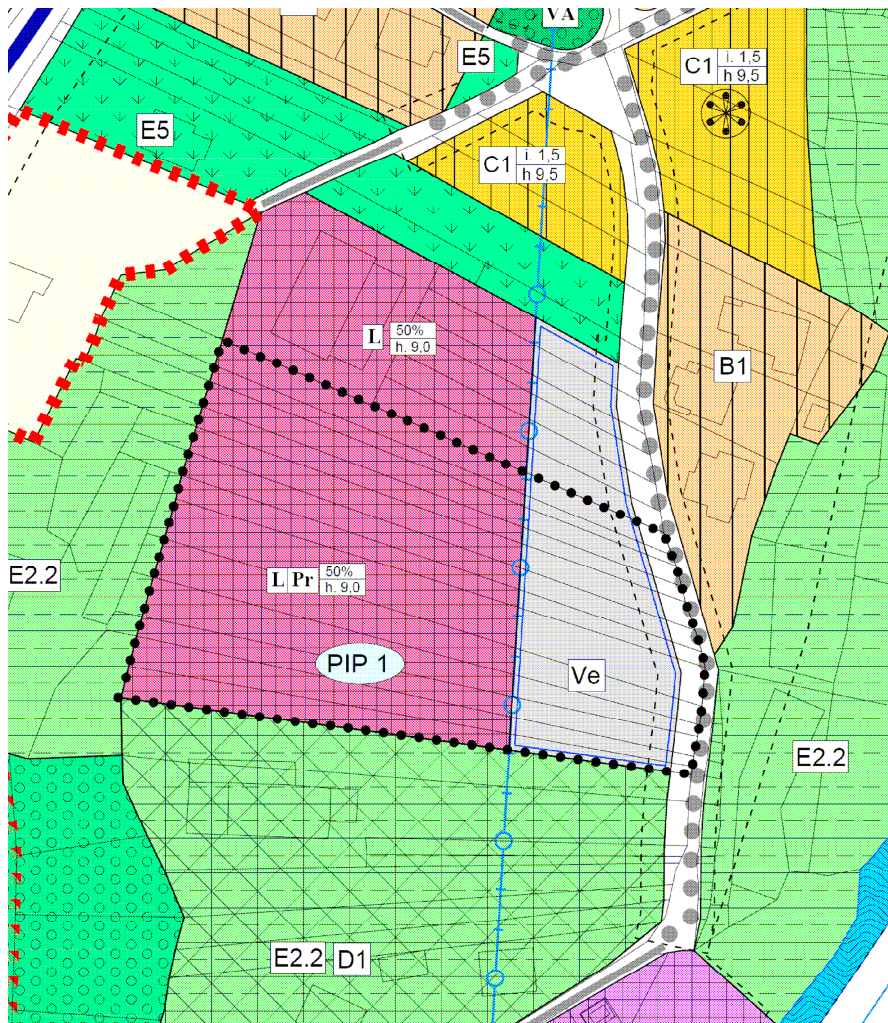 VA
E5
C1 i. 1,5
h 9,5
E5
C1 i. 1,5
h 9,5
L 50%
h. 9,0
B1
E2.2
L Pr 50%
h. 9,0
PIP 1
Ve
E2.2
E2.2 D1